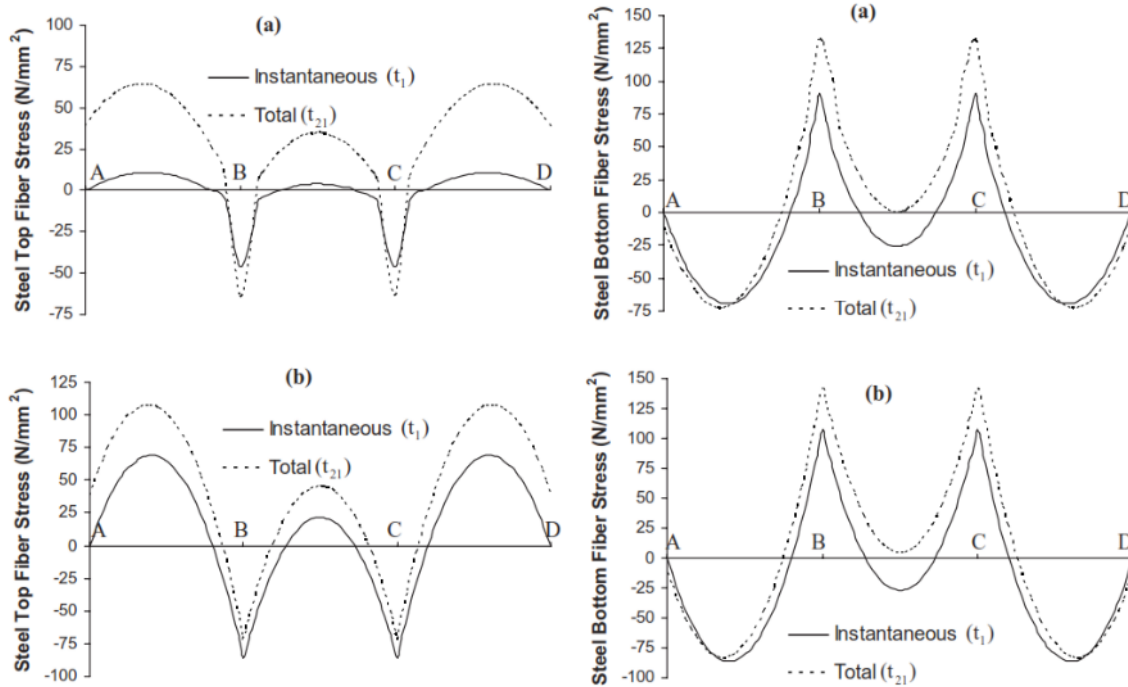 (a)
Steel Top Fiber Stress (N/mm²)
100
75
50
25
0
-25
-50
-75
Instantaneous (t₁)
Total (t₂₁)
A
B
C
D
(a)
Steel Bottom Fiber Stress (N/mm²)
150
125
100
75
50
25
0
-25
-50
-75
A
B
C
D
Instantaneous (t₁)
Total (t₂₁)
(b)
Steel Top Fiber Stress (N/mm²)
125
100
75
50
25
0
-25
-50
-75
-100
Instantaneous (t₁)
Total (t₂₁)
A
B
C
D
(b)
Steel Bottom Fiber Stress (N/mm²)
150
125
100
75
50
25
0
-25
-50
-75
-100
A
B
C
D
Instantaneous (t₁)
Total (t₂₁)